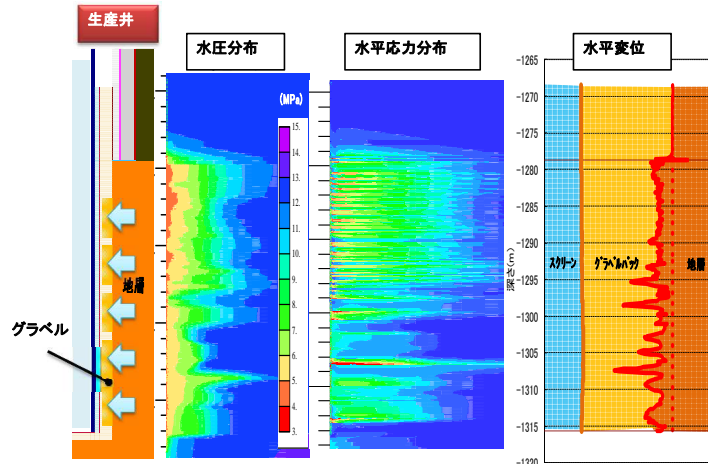 生産井
水圧分布
水平応力分布
水平変位
(MPa)
15.
14.
13.
12.
11.
10.
9.
8.
7.
6.
5.
4.
3.
地層
グラベル
深さ(m)
-1265
-1270
-1275
-1280
-1285
-1290
-1295
-1300
-1305
-1310
-1315
-1320
スクリーン
グラベルパック
地層